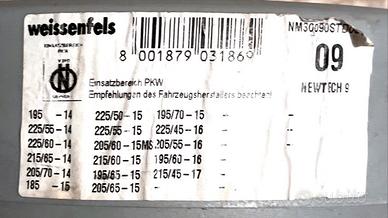 weissenfels
8 001879 031869
09
NEWTECH 9
Einsatzbereich PKW
Empfehlungen des Fahrzeugherstellers beachten!
195 - 14 225/50 - 15 195/70 - 15
225/55 - 14 225/55 - 15 225/45 - 16
225/60 - 14 205/60 - 15MS 205/55 - 16
215/65 - 14 215/60 - 15 195/60 - 16
205/70 - 14 195/65 - 15 215/45 - 17
185 - 15 205/65 - 15